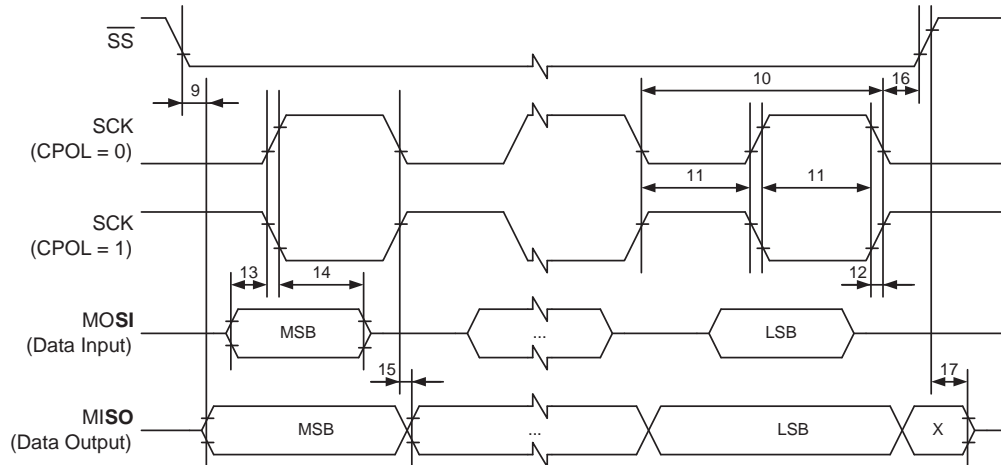 SS
9
10
16
SCK
(CPOL = 0)
11
11
SCK
(CPOL = 1)
13
14
12
MOSI
(Data Input)
MSB
...
LSB
15
17
MISO
(Data Output)
MSB
...
LSB
X